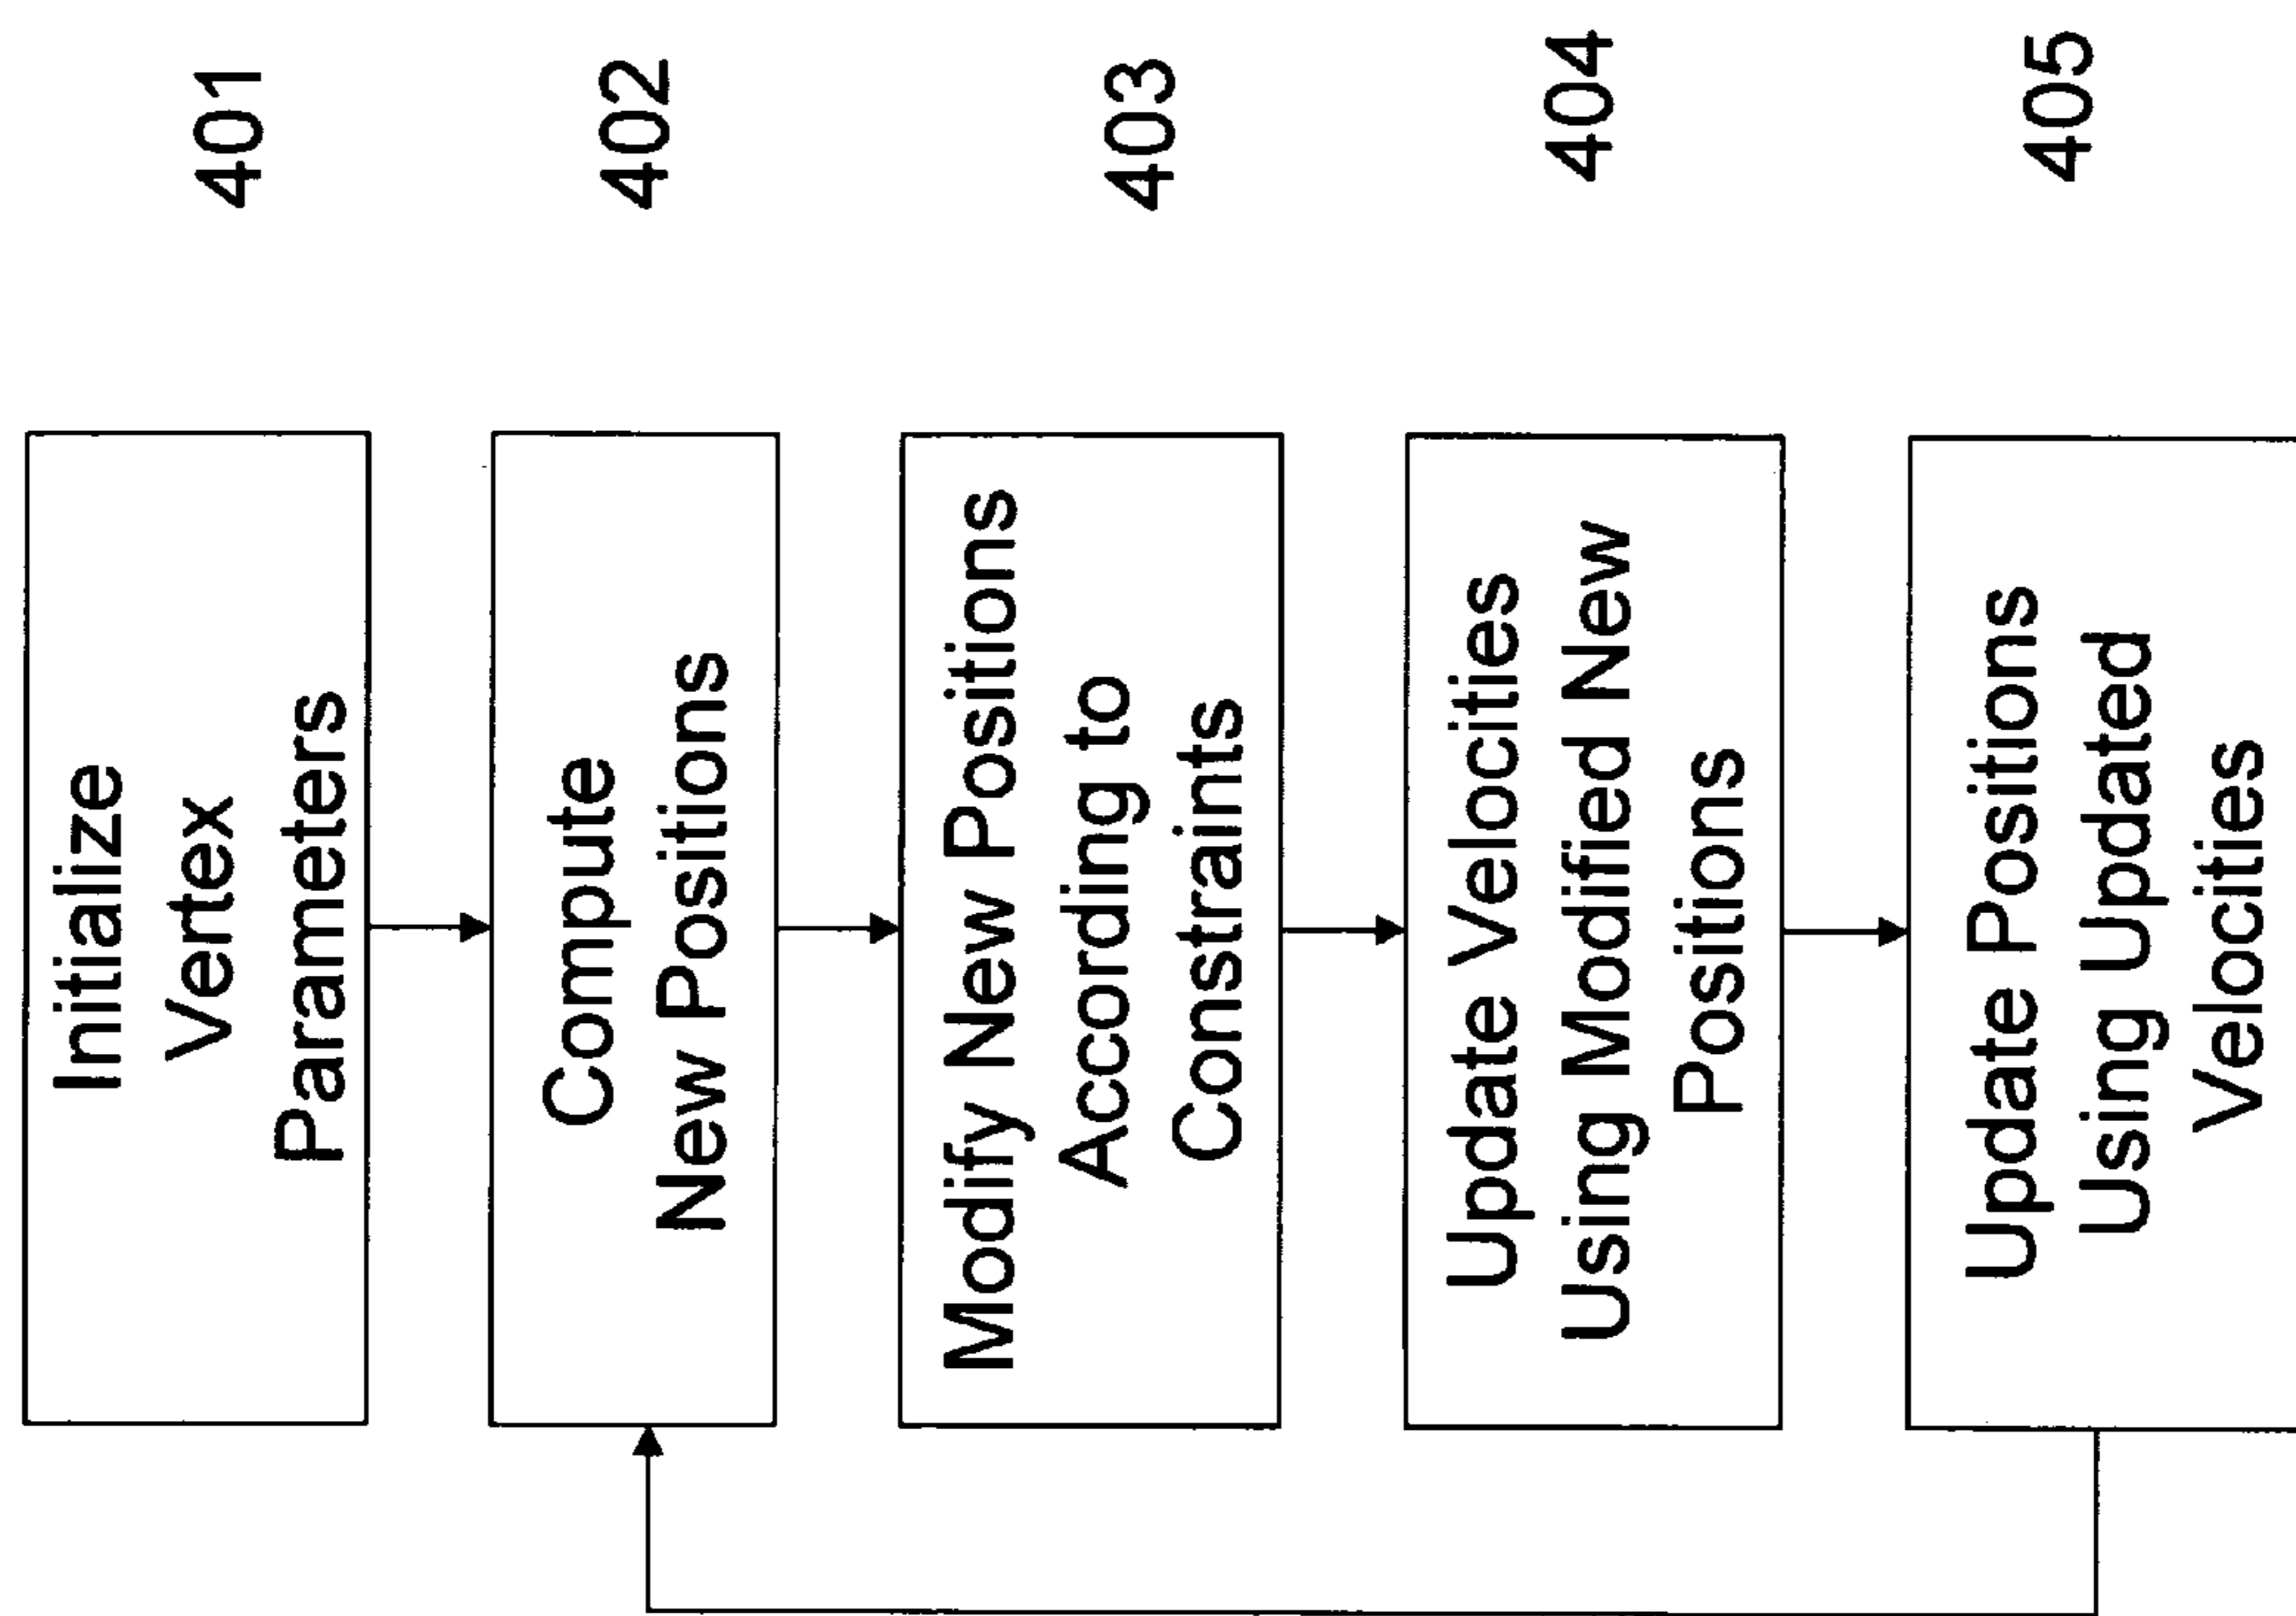 Initialize
Vertex
Parameters
401
Compute
New Positions
402
Modify New Positions
According to
Constraints
403
Update Velocities
Using Modified New
Positions
404
Update Positions
Using Updated
Velocities
405